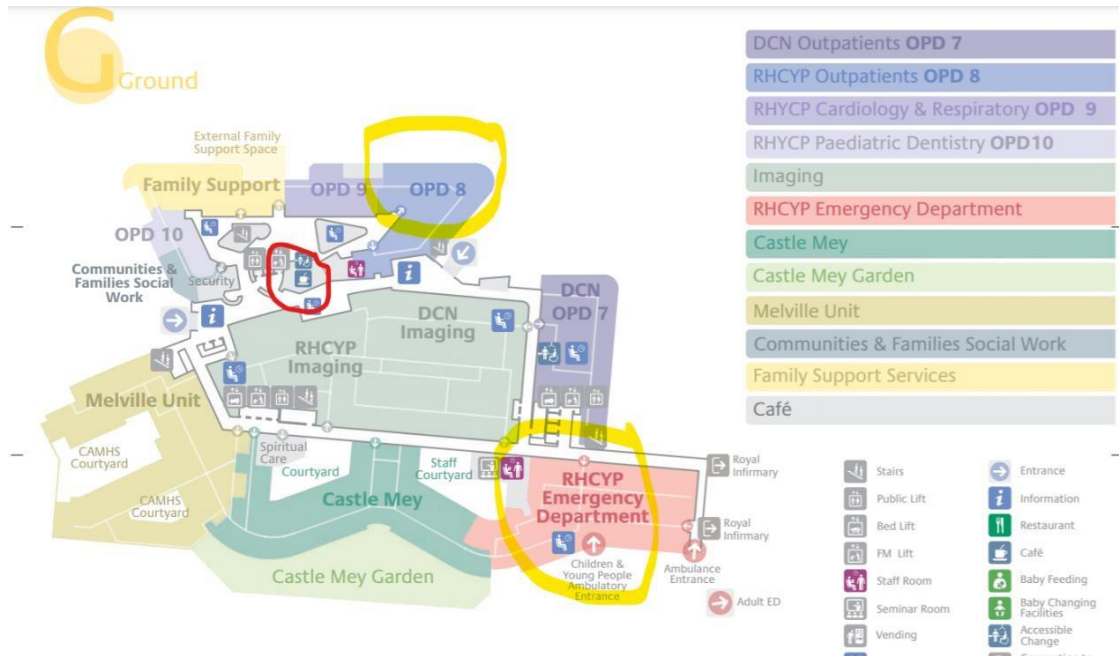 G
Ground
External Family
Support Space
Family Support
OPD 9
OPD 8
OPD 10
Communities &
Families Social
Work
Security
i
i
DCN
OPD 7
DCN
Imaging
RHCYP
Imaging
Melville Unit
CAMHS
Courtyard
CAMHS
Courtyard
Spiritual
Care
Courtyard
Castle Mey
Staff
Courtyard
Castle Mey Garden
RHCYP
Emergency
Department
Children &
Young People
Ambulatory
Entrance
Ambulance
Entrance
Royal
Infirmary
Royal
Infirmary
Adult ED
DCN Outpatients OPD 7
RHCYP Outpatients OPD 8
RHYCP Cardiology & Respiratory OPD 9
RHYCP Paediatric Dentistry OPD10
Imaging
RHCYP Emergency Department
Castle Mey
Castle Mey Garden
Melville Unit
Communities & Families Social Work
Family Support Services
Café
Stairs
Public Lift
Bed Lift
FM Lift
Staff Room
Seminar Room
Vending
Entrance
i Information
Restaurant
Café
Baby Feeding
Baby Changing
Facilities
Accessible
Change